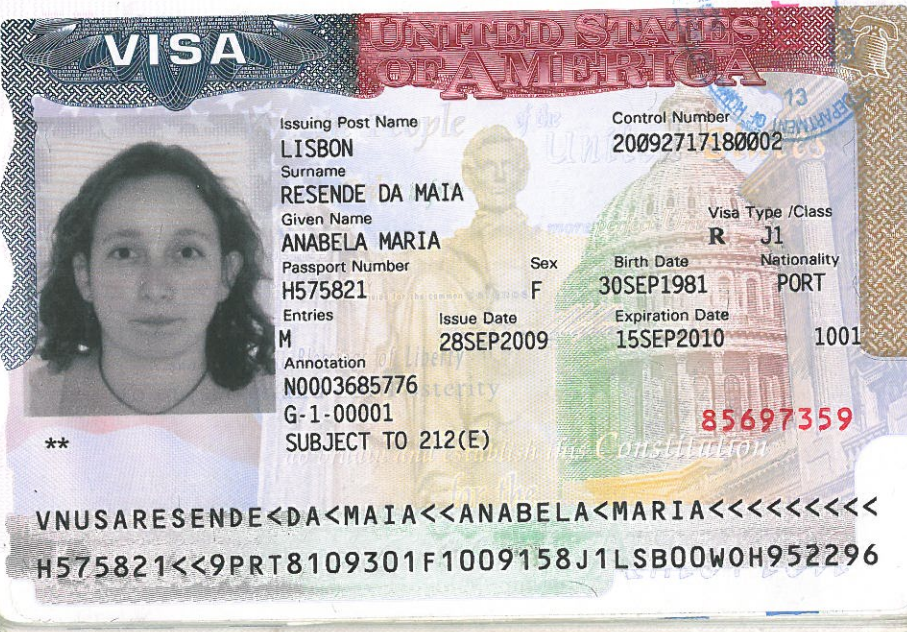 VISA UNITED STATES OF AMERICA
Issuing Post Name Control Number
LISBON 20092717180002
Surname
RESENDE DA MAIA
Given Name Visa Type /Class
ANABELA MARIA R J1
Passport Number Sex Birth Date Nationality
H575821 F 30SEP1981 PORT
Entries Issue Date Expiration Date
M 28SEP2009 15SEP2010 1001
Annotation
N0003685776
G-1-00001 85697359
** SUBJECT TO 212(E)
VNUSARESENDE<DA<MAIA<<ANABELA<MARIA<<<<<<<<<
H575821<<9PRT8109301F1009158J1LSB00W0H952296